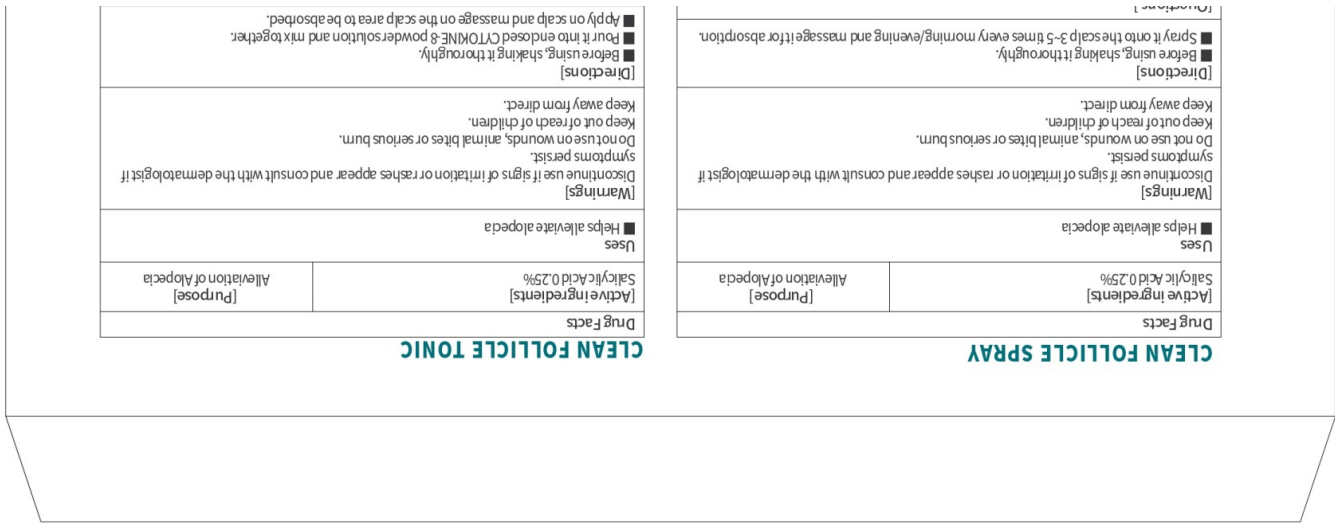 CLEAN FOLLICLE SPRAY
Drug Facts
[Active ingredients]
[Purpose]
Salicylic Acid 0.25%
Alleviation of Alopecia
Uses
■ Helps alleviate alopecia
[Warnings]
Discontinue use if signs of irritation or rashes appear and consult with the dermatologist if
symptoms persist.
Do not use on wounds, animal bites or serious burn.
Keep out of reach of children.
Keep away from direct.
[Directions]
■ Before using, shaking it thoroughly.
■ Spray it onto the scalp 3~5 times every morning/evening and massage it for absorption.
[Questions ]
CLEAN FOLLICLE TONIC
Drug Facts
[Active ingredients]
[Purpose]
Salicylic Acid 0.25%
Alleviation of Alopecia
Uses
■ Helps alleviate alopecia
[Warnings]
Discontinue use if signs of irritation or rashes appear and consult with the dermatologist if
symptoms persist.
Do not use on wounds, animal bites or serious burn.
Keep out of reach of children.
Keep away from direct.
[Directions]
■ Before using, shaking it thoroughly.
■ Pour it into enclosed CYTOKINE-8 powder solution and mix together.
■ Apply on scalp and massage on the scalp area to be absorbed.